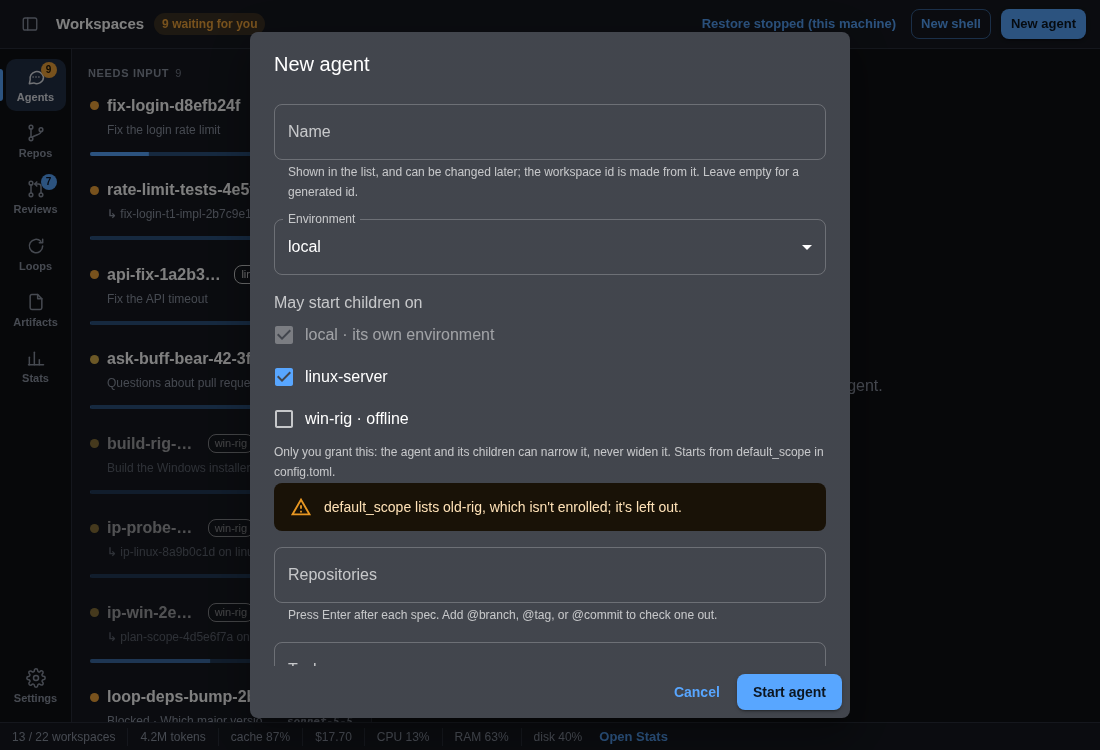 Workspaces 9 waiting for you Restore stopped (this machine) New shell New agent
9
Agents
Repos
7
Reviews
Loops
Artifacts
Stats
Settings
NEEDS INPUT 9
fix-login-d8efb24f
Fix the login rate limit
rate-limit-tests-4e5
↳ fix-login-t1-impl-2b7c9e1
api-fix-1a2b3…
Fix the API timeout
ask-buff-bear-42-3f
Questions about pull reque
build-rig-… win-rig
Build the Windows installer
ip-probe-… win-rig
↳ ip-linux-8a9b0c1d on linu
ip-win-2e… win-rig
↳ plan-scope-4d5e6f7a on
loop-deps-bump-2
Blocked · Which major versio
New agent
Name
Shown in the list, and can be changed later; the workspace id is made from it. Leave empty for a
generated id.
Environment
local
May start children on
local · its own environment
linux-server
win-rig · offline
Only you grant this: the agent and its children can narrow it, never widen it. Starts from default_scope in
config.toml.
default_scope lists old-rig, which isn't enrolled; it's left out.
Repositories
Press Enter after each spec. Add @branch, @tag, or @commit to check one out.
Cancel Start agent
gent.
13 / 22 workspaces 4.2M tokens cache 87% $17.70 CPU 13% RAM 63% disk 40% Open Stats